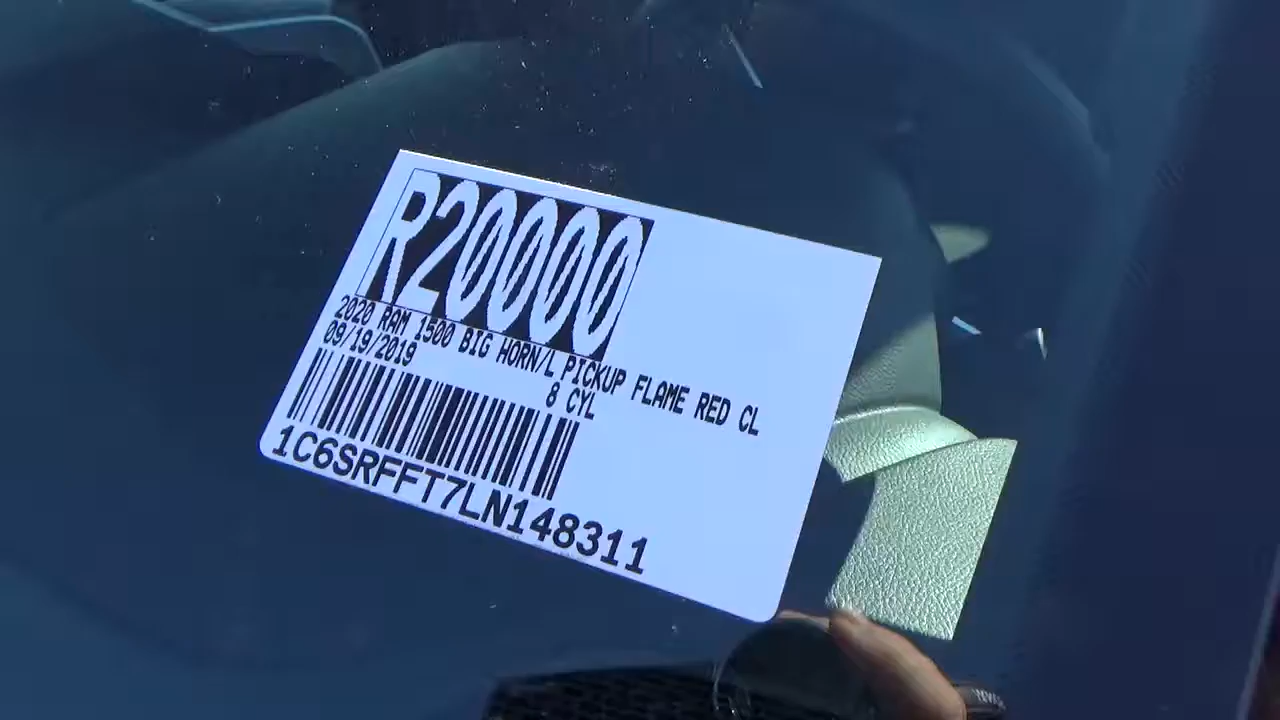 R20000
2020 RAM 1500 BIG HORN/L PICKUP FLAME RED CL
09/19/2019
8 CYL
1C6SRFFT7LN148311